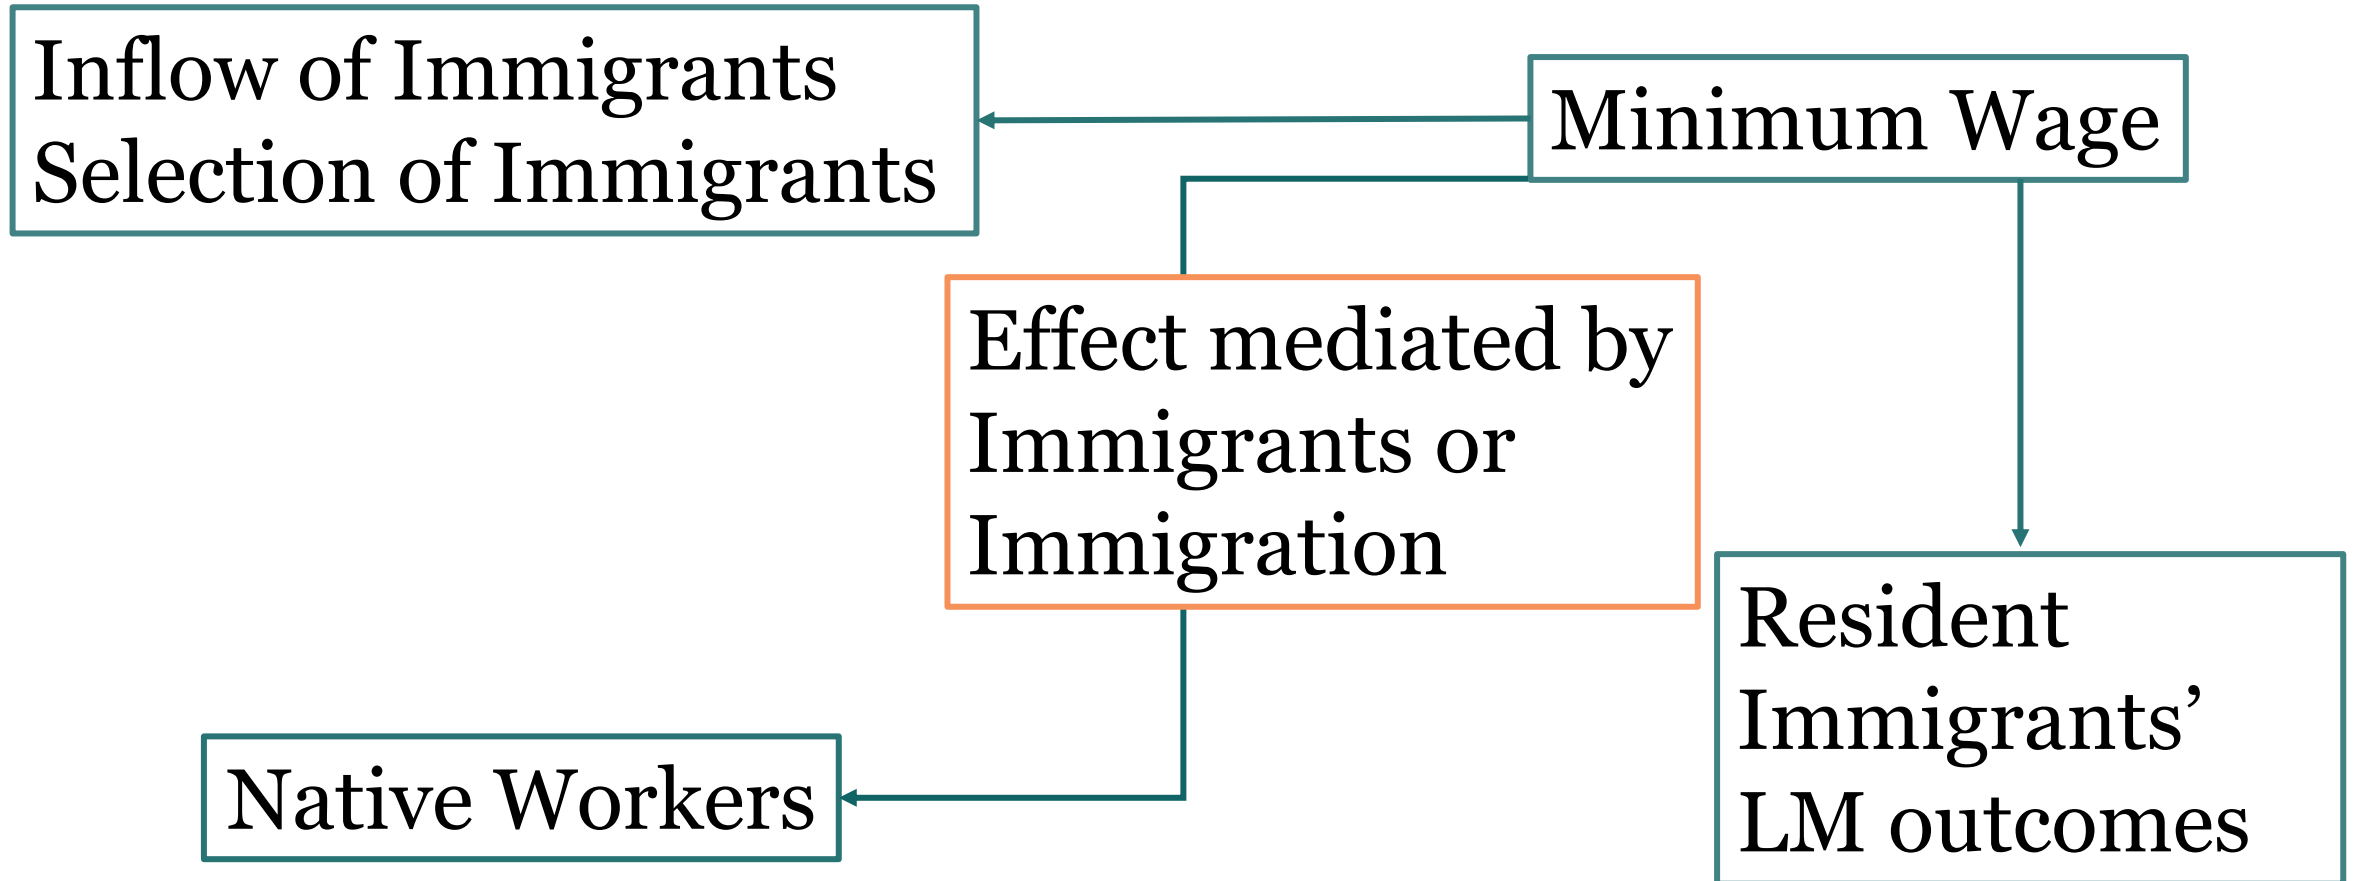 Inflow of Immigrants
Selection of Immigrants
Minimum Wage
Effect mediated by
Immigrants or
Immigration
Resident
Immigrants’
LM outcomes
Native Workers